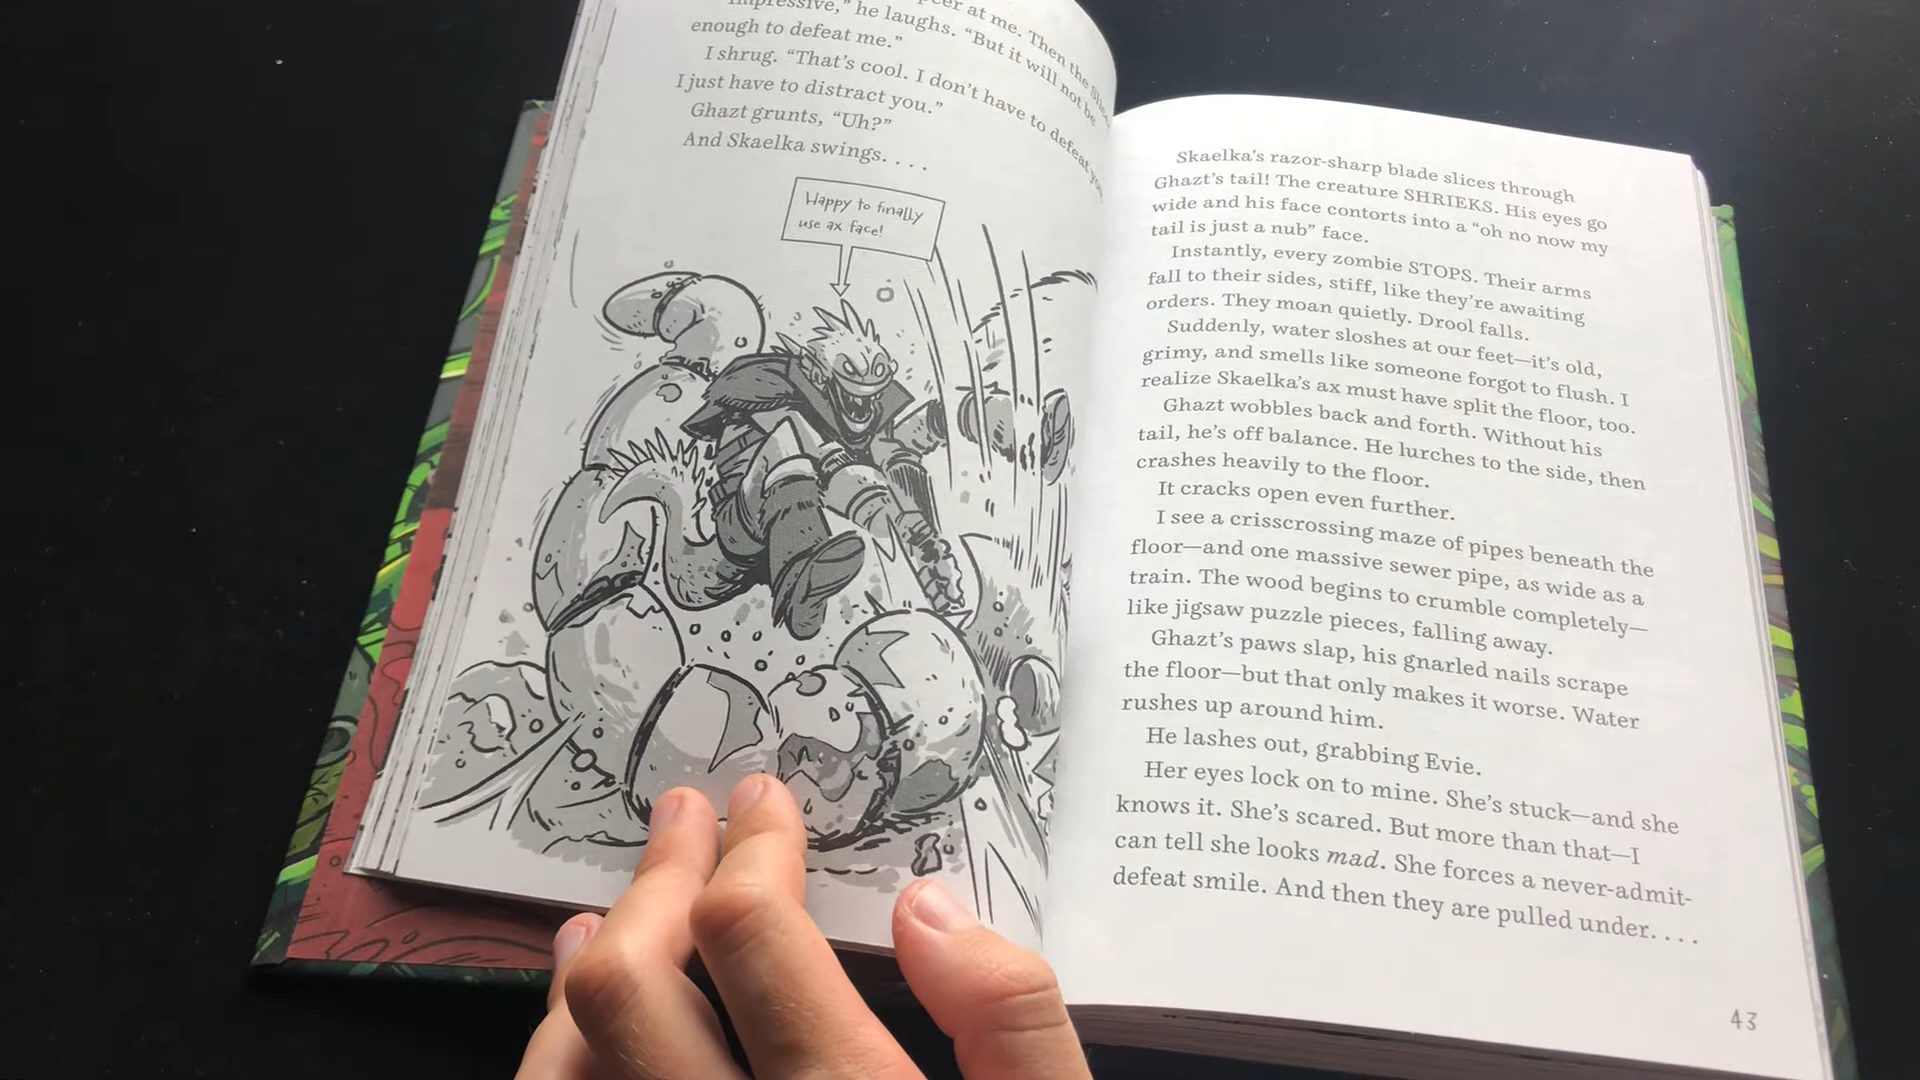 peer at me. Then the
Impressive," he laughs. "But it will not be
enough to defeat me."
I shrug. "That's cool. I don't have to defeat you
I just have to distract you."
Ghazt grunts, "Uh?"
And Skaelka swings. . . .
Happy to finally
use ax face!
Skaelka's razor-sharp blade slices through
Ghazt's tail! The creature SHRIEKS. His eyes go
wide and his face contorts into a "oh no now my
tail is just a nub" face.
Instantly, every zombie STOPS. Their arms
fall to their sides, stiff, like they're awaiting
orders. They moan quietly. Drool falls.
Suddenly, water sloshes at our feet—it's old,
grimy, and smells like someone forgot to flush. I
realize Skaelka's ax must have split the floor, too.
Ghazt wobbles back and forth. Without his
tail, he's off balance. He lurches to the side, then
crashes heavily to the floor.
It cracks open even further.
I see a crisscrossing maze of pipes beneath the
floor—and one massive sewer pipe, as wide as a
train. The wood begins to crumble completely—
like jigsaw puzzle pieces, falling away.
Ghazt's paws slap, his gnarled nails scrape
the floor—but that only makes it worse. Water
rushes up around him.
He lashes out, grabbing Evie.
Her eyes lock on to mine. She's stuck—and she
knows it. She's scared. But more than that—I
can tell she looks mad. She forces a never-admit-
defeat smile. And then they are pulled under. . . .
43